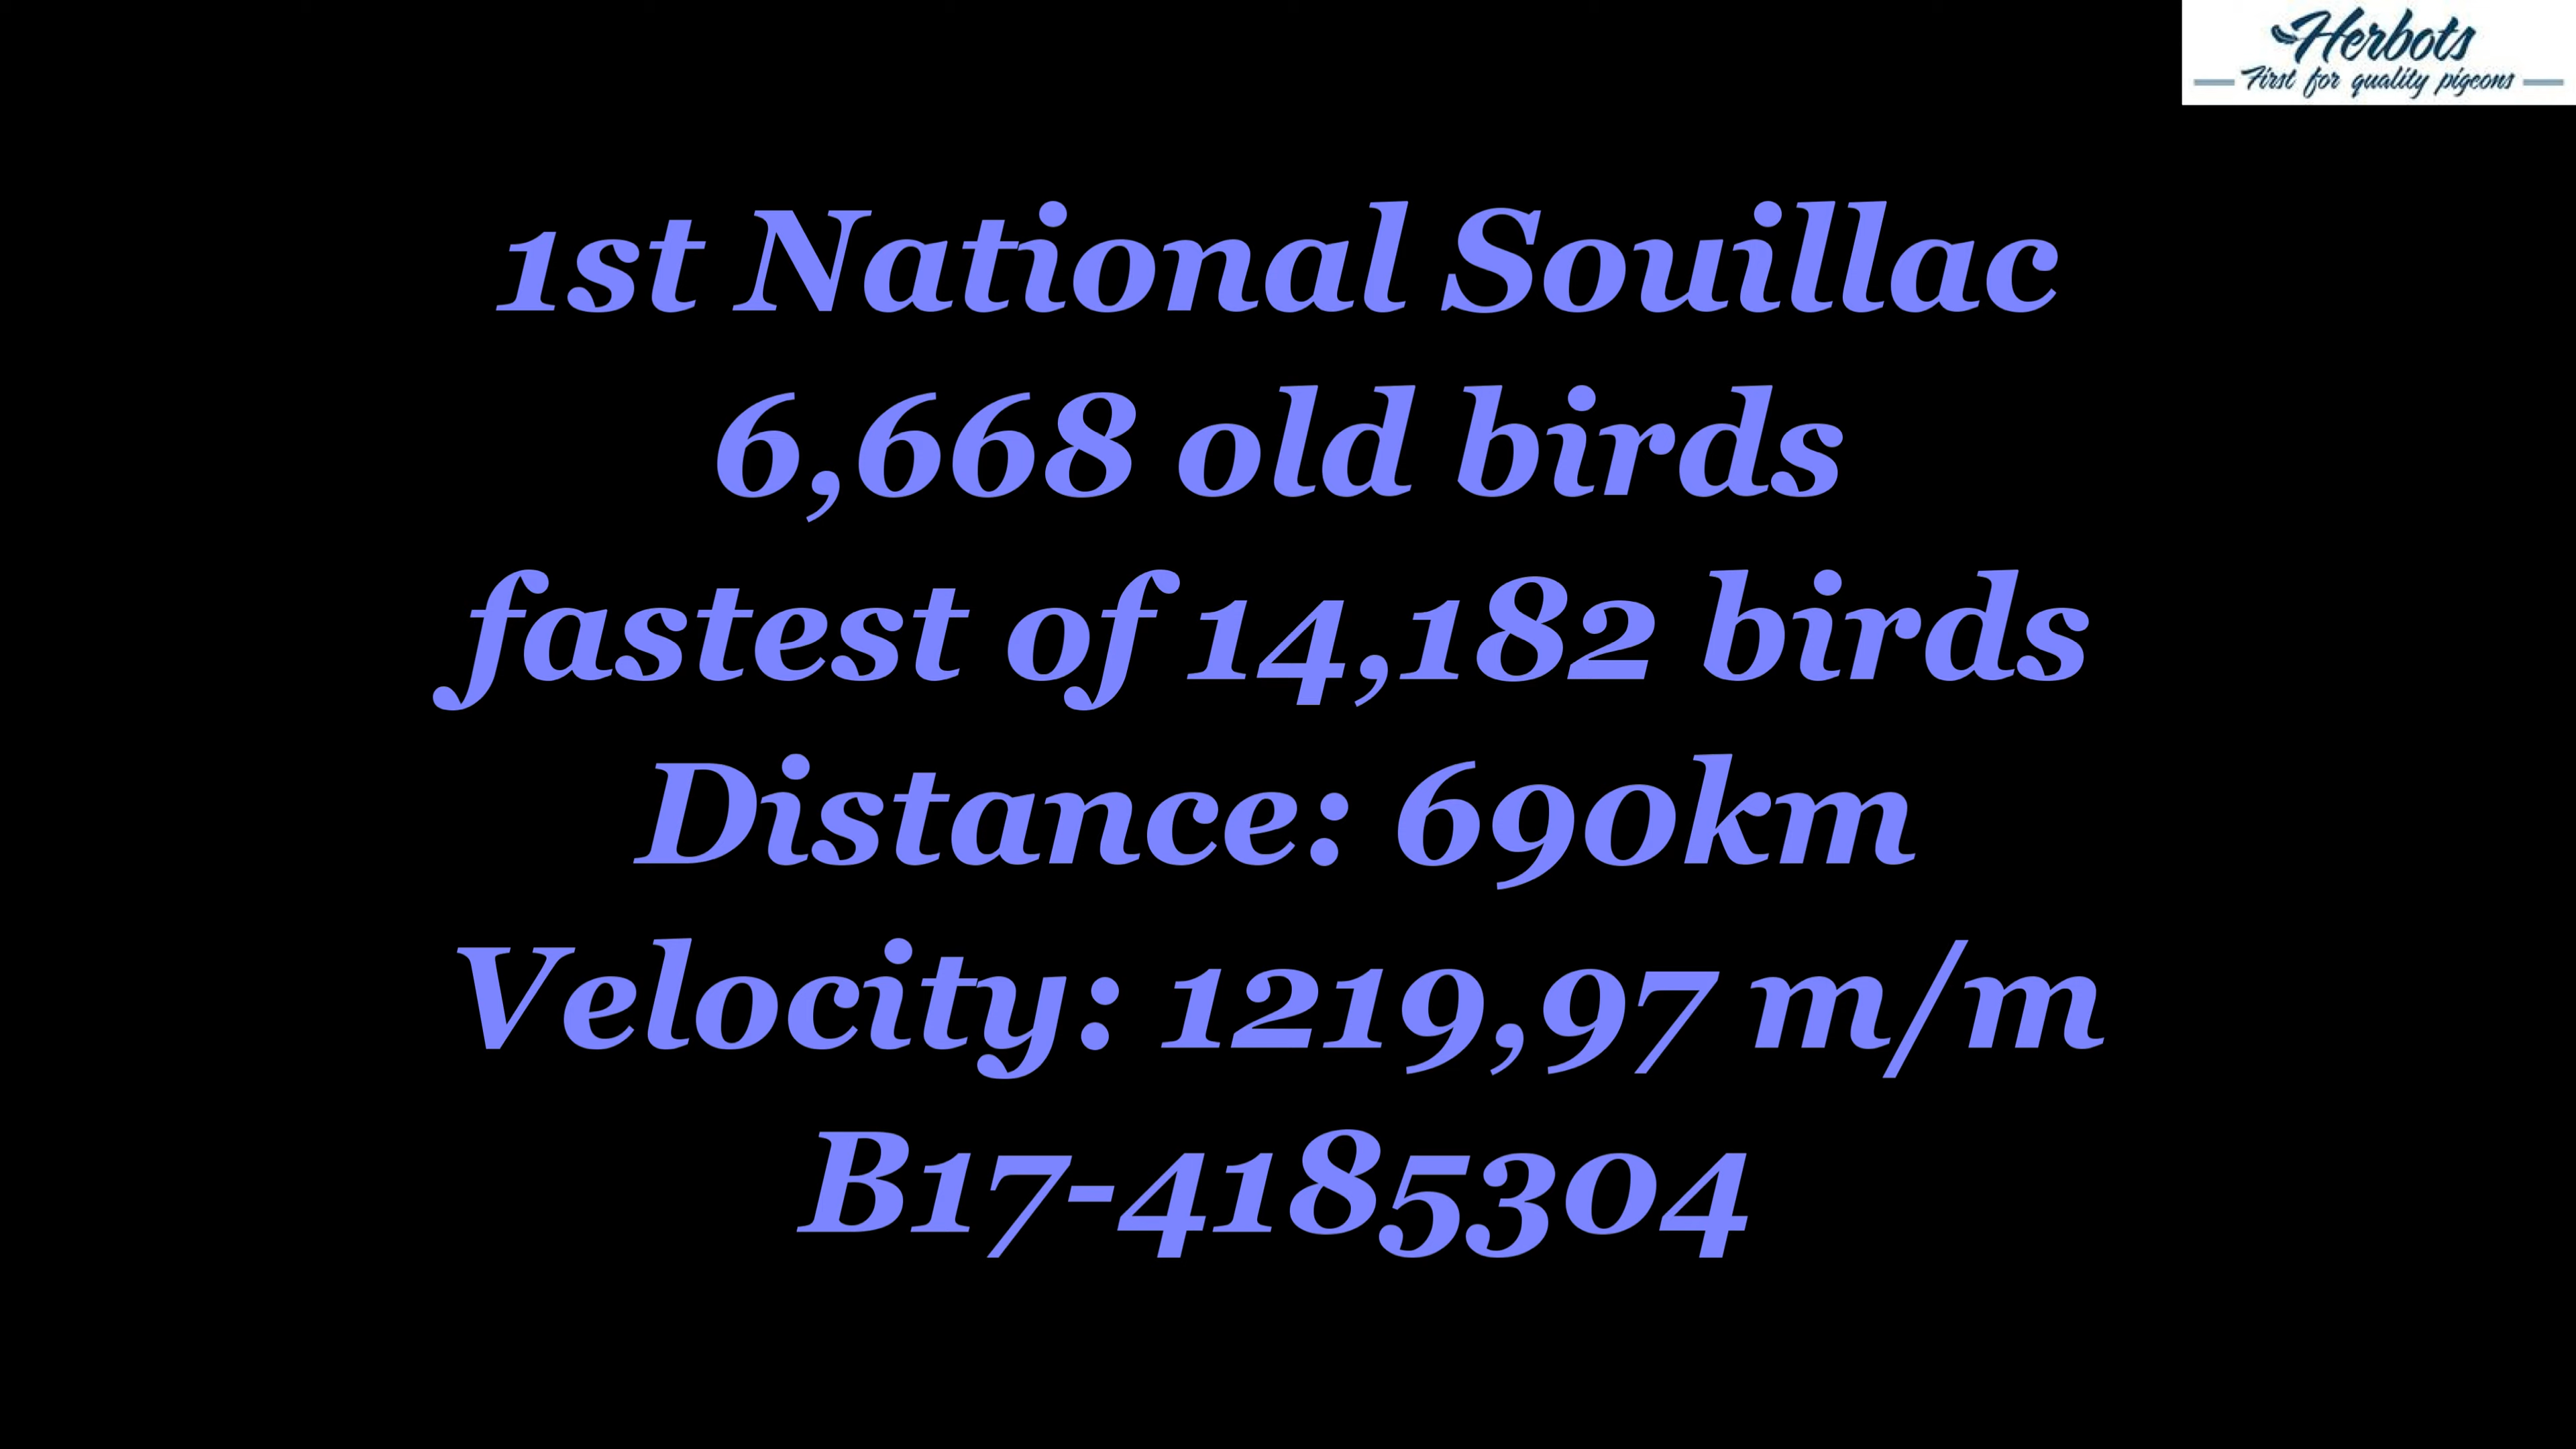 Herbots
First for quality pigeons
1st National Souillac
6,668 old birds
fastest of 14,182 birds
Distance: 690km
Velocity: 1219,97 m/m
B17-4185304